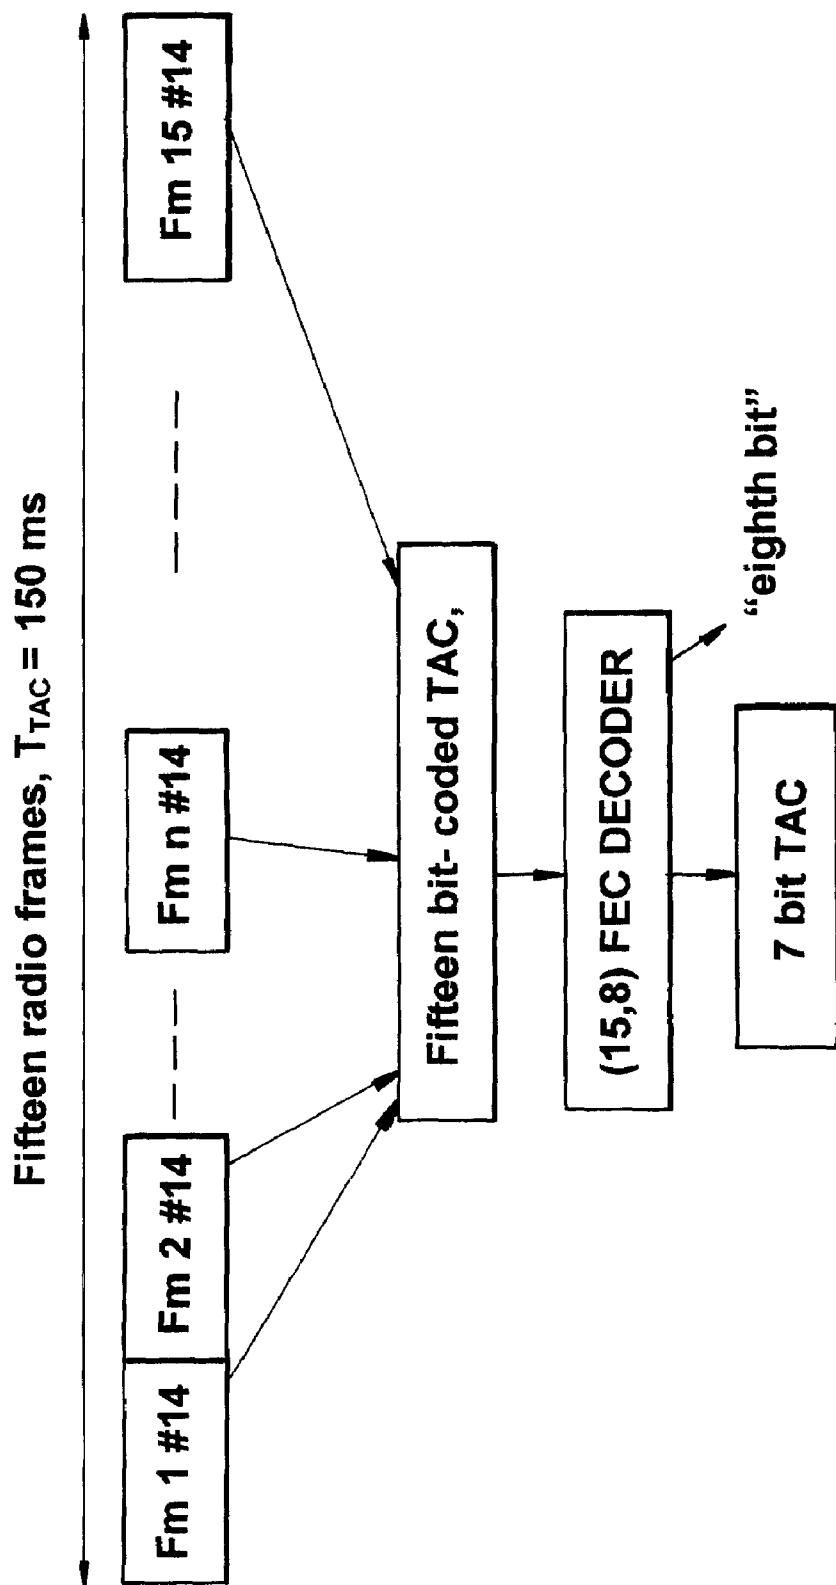 Fifteen radio frames, TTAC = 150 ms
Fm 1 #14
Fm 2 #14
Fm n #14
Fm 15 #14
Fifteen bit- coded TAC,
(15,8) FEC DECODER
"eighth bit"
7 bit TAC